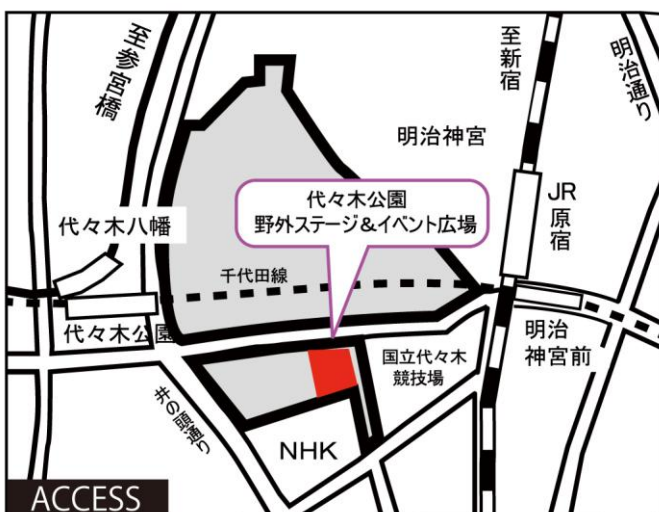 至参宮橋
至新宿
明治通り
明治神宮
代々木公園
野外ステージ&イベント広場
JR
原宿
代々木八幡
千代田線
代々木公園
国立代々木
競技場
明治
神宮前
井の頭通り
NHK
ACCESS